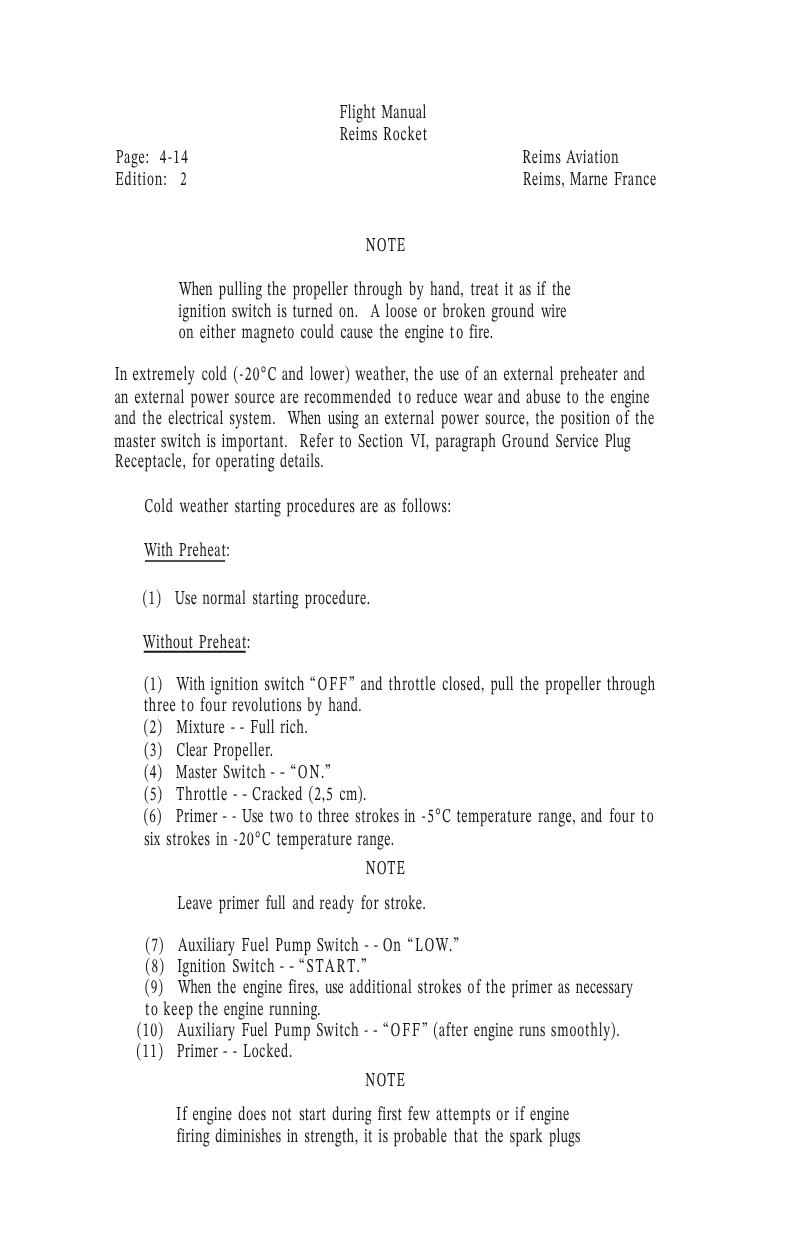 Flight Manual
Reims Rocket
Page: 4-14
Reims Aviation
Edition: 2
Reims, Marne France
NOTE
When pulling the propeller through by hand, treat it as if the
ignition switch is turned on. A loose or broken ground wire
on either magneto could cause the engine to fire.
In extremely cold (-20°C and lower) weather, the use of an external preheater and
an external power source are recommended to reduce wear and abuse to the engine
and the electrical system. When using an external power source, the position of the
master switch is important. Refer to Section VI, paragraph Ground Service Plug
Receptacle, for operating details.
Cold weather starting procedures are as follows:
With Preheat:
(1) Use normal starting procedure.
Without Preheat:
(1) With ignition switch “OFF” and throttle closed, pull the propeller through
three to four revolutions by hand.
(2) Mixture - - Full rich.
(3) Clear Propeller.
(4) Master Switch - - “ON.”
(5) Throttle - - Cracked (2,5 cm).
(6) Primer - - Use two to three strokes in -5°C temperature range, and four to
six strokes in -20°C temperature range.
NOTE
Leave primer full and ready for stroke.
(7) Auxiliary Fuel Pump Switch - - On “LOW.”
(8) Ignition Switch - - “START.”
(9) When the engine fires, use additional strokes of the primer as necessary
to keep the engine running.
(10) Auxiliary Fuel Pump Switch - - “OFF” (after engine runs smoothly).
(11) Primer - - Locked.
NOTE
If engine does not start during first few attempts or if engine
firing diminishes in strength, it is probable that the spark plugs